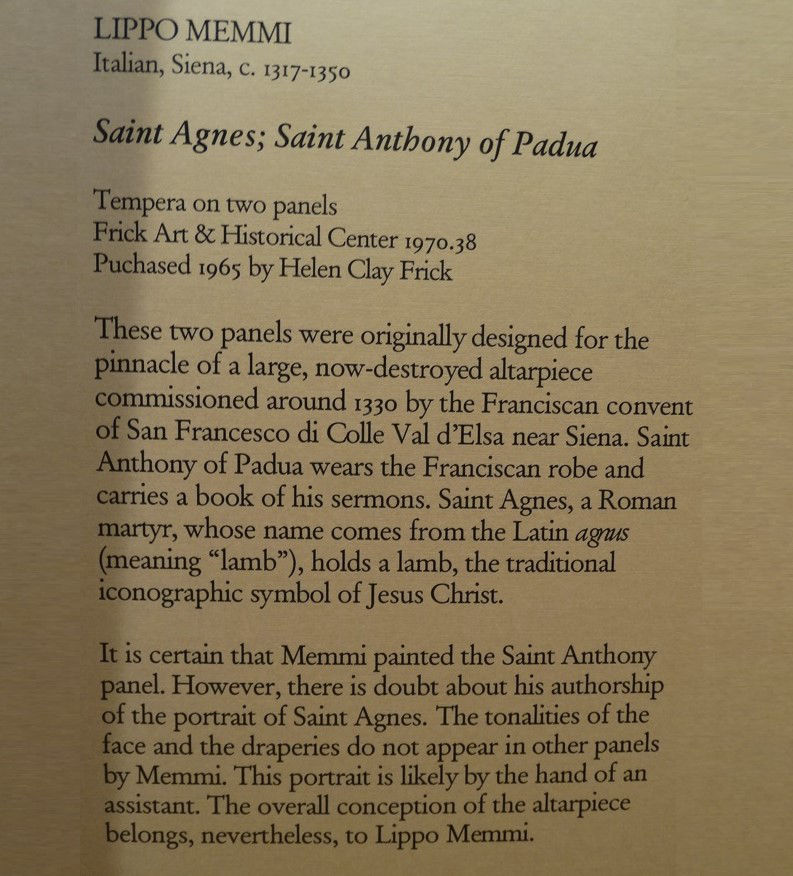 LIPPO MEMMI
Italian, Siena, c. 1317-1350
Saint Agnes; Saint Anthony of Padua
Tempera on two panels
Frick Art & Historical Center 1970.38
Puchased 1965 by Helen Clay Frick
These two panels were originally designed for the
pinnacle of a large, now-destroyed altarpiece
commissioned around 1330 by the Franciscan convent
of San Francesco di Colle Val d'Elsa near Siena. Saint
Anthony of Padua wears the Franciscan robe and
carries a book of his sermons. Saint Agnes, a Roman
martyr, whose name comes from the Latin agnus
(meaning “lamb”), holds a lamb, the traditional
iconographic symbol of Jesus Christ.
It is certain that Memmi painted the Saint Anthony
panel. However, there is doubt about his authorship
of the portrait of Saint Agnes. The tonalities of the
face and the draperies do not appear in other panels
by Memmi. This portrait is likely by the hand of an
assistant. The overall conception of the altarpiece
belongs, nevertheless, to Lippo Memmi.